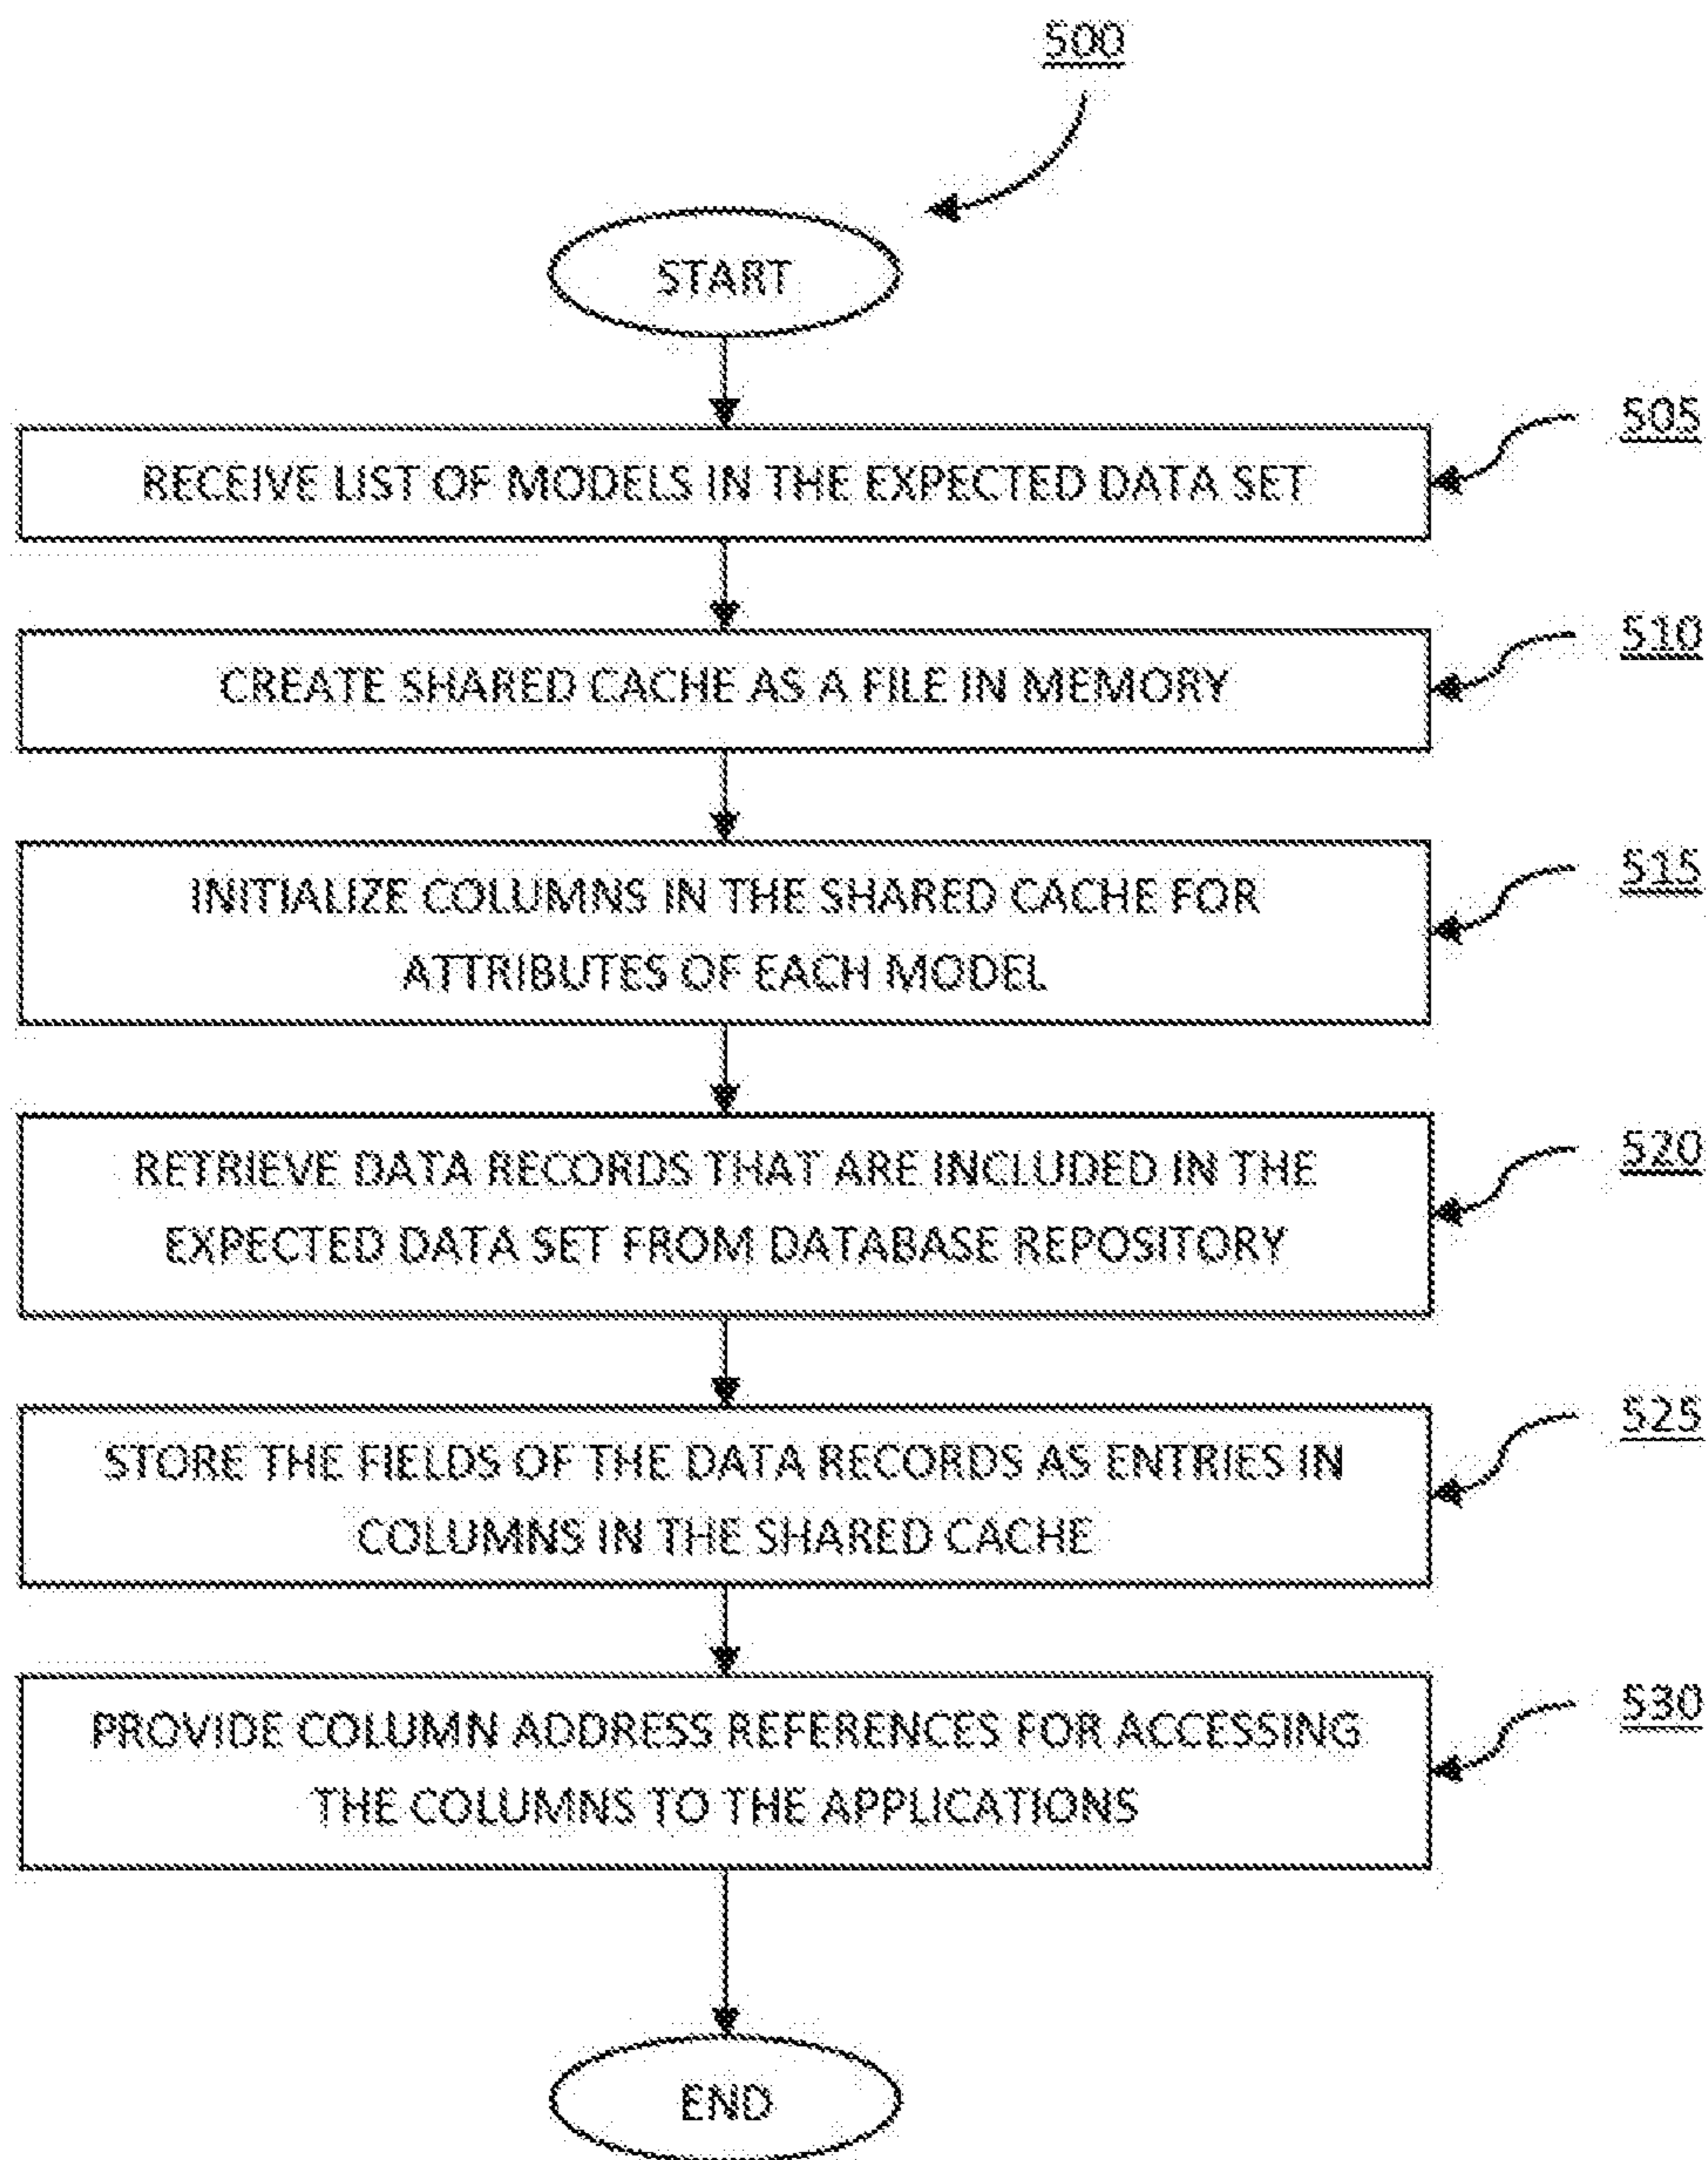 500
START
RECEIVE LIST OF MODELS IN THE EXPECTED DATA SET
505
CREATE SHARED CACHE AS A FILE IN MEMORY
510
INITIALIZE COLUMNS IN THE SHARED CACHE FOR
ATTRIBUTES OF EACH MODEL
515
RETRIEVE DATA RECORDS THAT ARE INCLUDED IN THE
EXPECTED DATA SET FROM DATABASE REPOSITORY
520
STORE THE FIELDS OF THE DATA RECORDS AS ENTRIES IN
COLUMNS IN THE SHARED CACHE
525
PROVIDE COLUMN ADDRESS REFERENCES FOR ACCESSING
THE COLUMNS TO THE APPLICATIONS
530
END